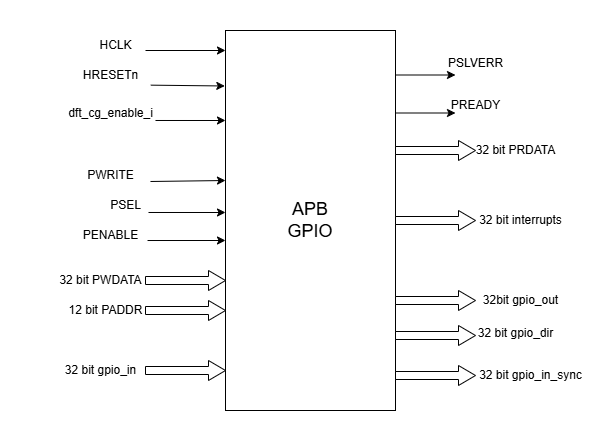 HCLK
HRESETn
dft_cg_enable_i
PWRITE
PSEL
PENABLE
32 bit PWDATA
12 bit PADDR
32 bit gpio_in
APB
GPIO
PSLVERR
PREADY
32 bit PRDATA
32 bit interrupts
32bit gpio_out
32 bit gpio_dir
32 bit gpio_in_sync